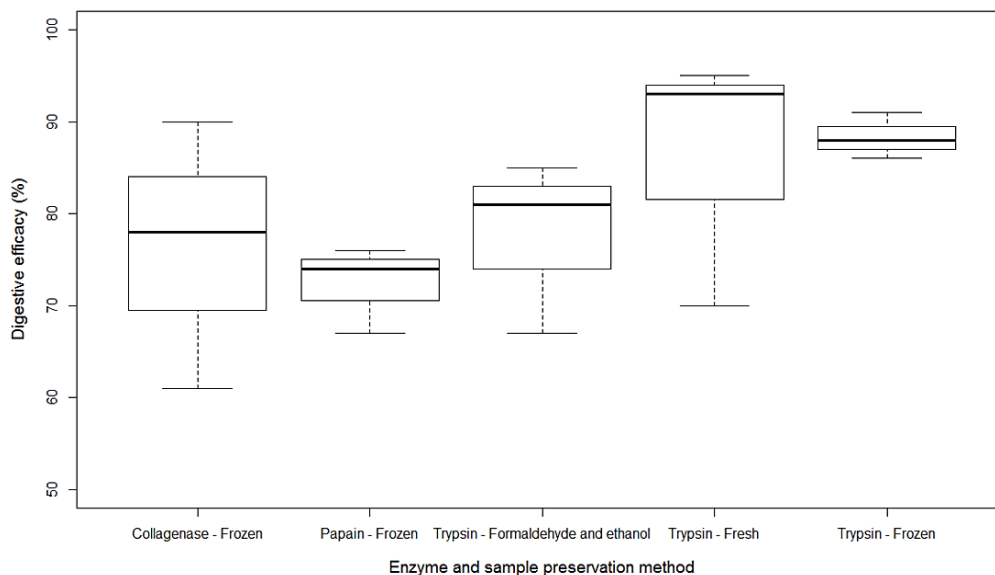 Digestive efficacy (%)
100
90
80
70
60
50
Collagenase - Frozen
Papain - Frozen
Trypsin - Formaldehyde and ethanol
Trypsin - Fresh
Trypsin - Frozen
Enzyme and sample preservation method